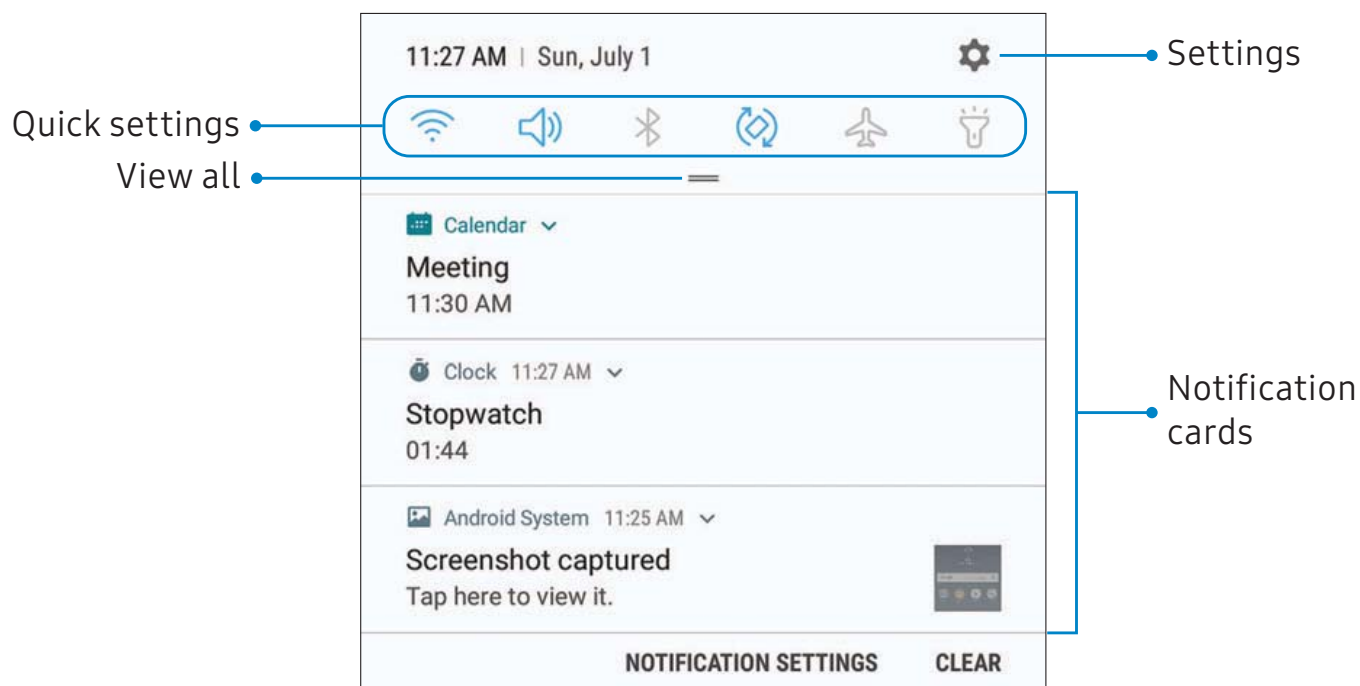 11:27 AM | Sun, July 1
Settings
Quick settings
View all
Calendar
Meeting
11:30 AM
Clock 11:27 AM
Stopwatch
01:44
Notification
cards
Android System 11:25 AM
Screenshot captured
Tap here to view it.
NOTIFICATION SETTINGS CLEAR